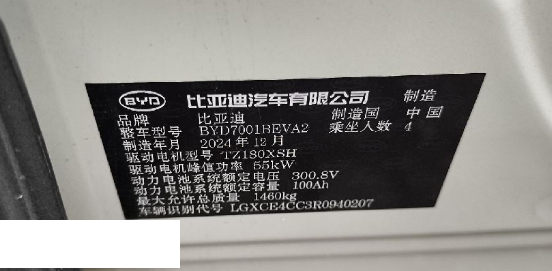 BYD 比亚迪汽车有限公司 制造
品牌 比亚迪 制造国 中国
整车型号 BYD7001BEVA2 乘坐人数 4
制造年月 2024年12月
驱动电机型号 TZ180XSH
驱动电机峰值功率 55kW
动力电池系统额定电压 300.8V
动力电池系统额定容量 100Ah
最大允许总质量 1460kg
车辆识别代号 LGXCE4CC3R0940207